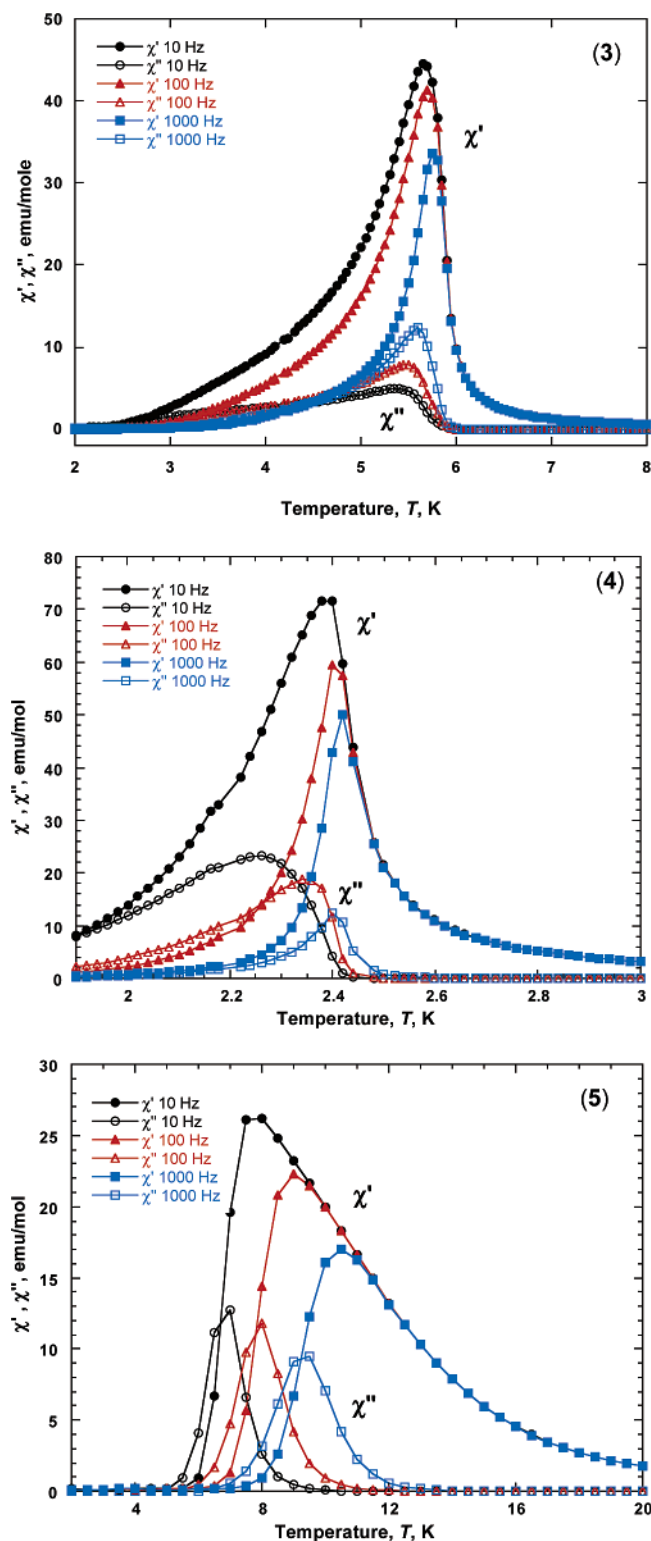 50
40
30
20
10
0
χ', χ", emu/mole
χ' 10 Hz
χ" 10 Hz
χ' 100 Hz
χ" 100 Hz
χ' 1000 Hz
χ" 1000 Hz
(3)
χ'
χ"
2 3 4 5 6 7 8
Temperature, T, K
80
70
60
50
40
30
20
10
0
χ', χ", emu/mol
χ' 10 Hz
χ" 10 Hz
χ' 100 Hz
χ" 100 Hz
χ' 1000 Hz
χ" 1000 Hz
(4)
χ'
χ"
2 2.2 2.4 2.6 2.8 3
Temperature, T, K
30
25
20
15
10
5
0
χ', χ", emu/mol
χ' 10 Hz
χ" 10 Hz
χ' 100 Hz
χ" 100 Hz
χ' 1000 Hz
χ" 1000 Hz
(5)
χ'
χ"
4 8 12 16 20
Temperature, T, K